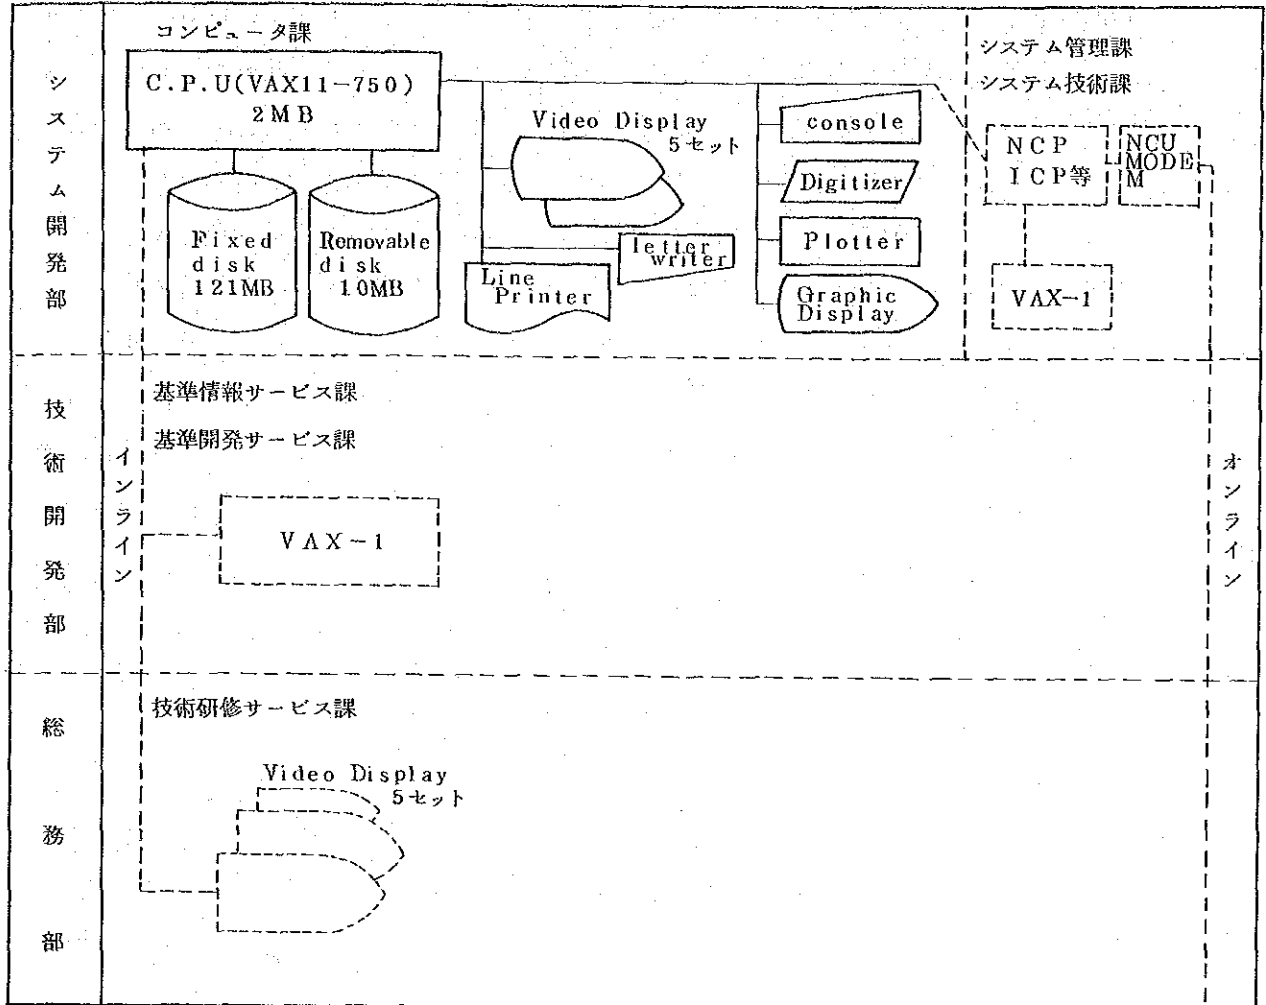 システム開発部
コンピュータ課
C.P.U(VAX11-750)
2MB
Fixed
disk
121MB
Removable
disk
10MB
Video Display
5セット
letter
writer
Line
Printer
console
Digitizer
Plotter
Graphic
Display
システム管理課
システム技術課
NCP
ICP等
NCU
MODE
M
VAX-1
技術開発部
インライン
基準情報サービス課
基準開発サービス課
VAX-1
オンライン
総務部
技術研修サービス課
Video Display
5セット